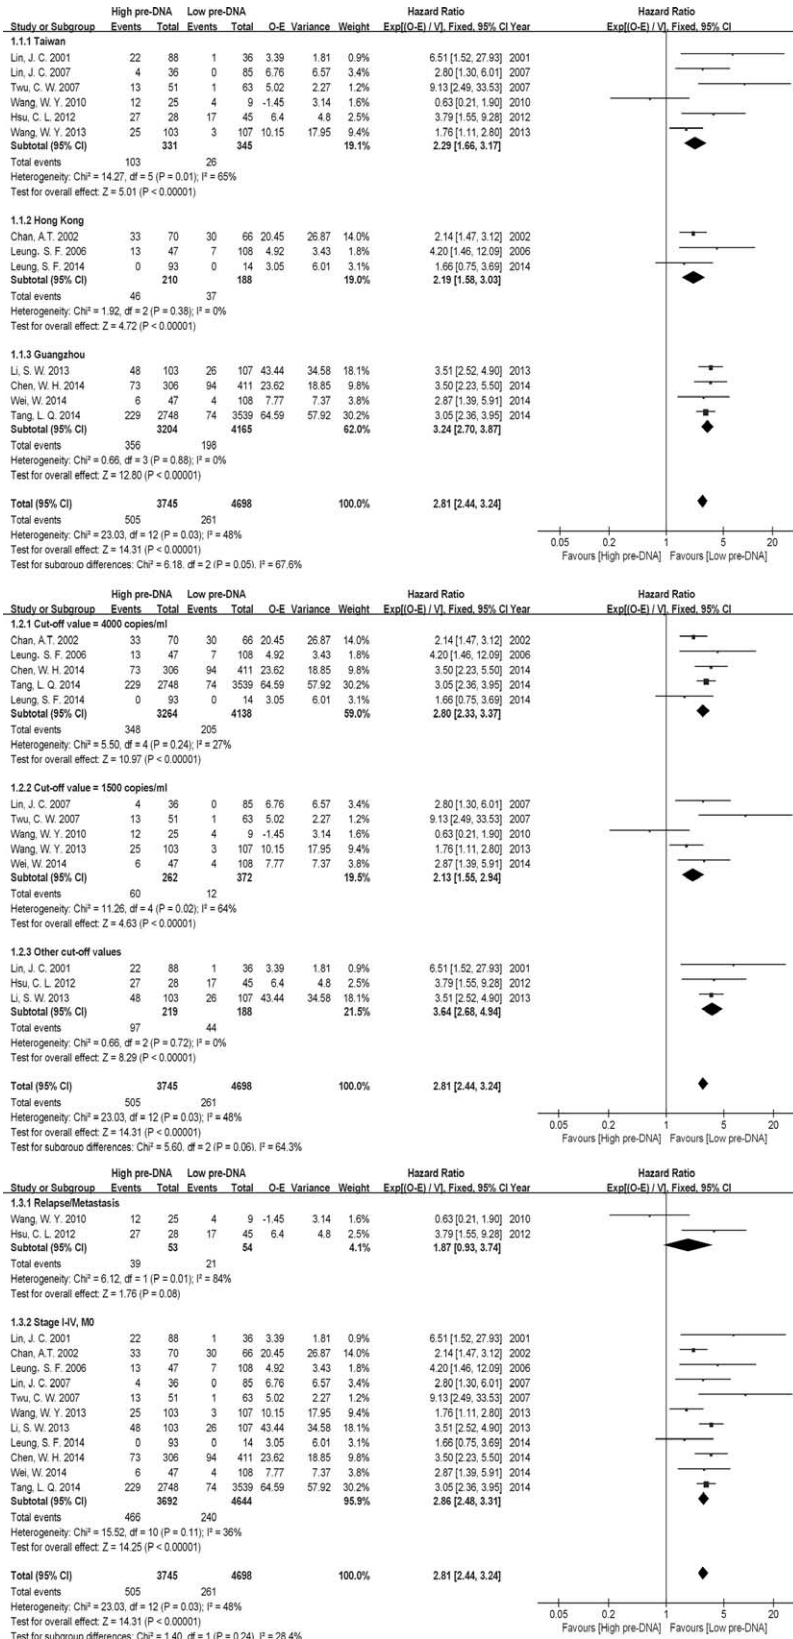 High pre-DNA Low pre-DNA Hazard Ratio Hazard Ratio
Study or Subgroup Events Total Events Total O-E Variance Weight Exp[(O-E) / V], Fixed, 95% CI Year Exp[(O-E) / V], Fixed, 95% CI
1.1.1 Taiwan
Lin, J. C. 2001 22 88 1 36 3.39 1.81 0.9% 6.51 [1.52, 27.93] 2001
Lin, J. C. 2007 4 36 0 85 6.76 6.57 3.4% 2.80 [1.30, 6.01] 2007
Twu, C. W. 2007 13 51 1 63 5.02 2.27 1.2% 9.13 [2.49, 33.53] 2007
Wang, W. Y. 2010 12 25 4 9 -1.45 3.14 1.6% 0.63 [0.21, 1.90] 2010
Hsu, C. L. 2012 27 28 17 45 6.4 4.8 2.5% 3.79 [1.55, 9.28] 2012
Wang, W. Y. 2013 25 103 3 107 10.15 17.95 9.4% 1.76 [1.11, 2.80] 2013
Subtotal (95% CI) 331 345 19.1% 2.29 [1.66, 3.17]
Total events 103 26
Heterogeneity: Chi² = 14.27, df = 5 (P = 0.01); I² = 65%
Test for overall effect: Z = 5.01 (P < 0.00001)
1.1.2 Hong Kong
Chan, A.T. 2002 33 70 30 66 20.45 26.87 14.0% 2.14 [1.47, 3.12] 2002
Leung. S. F. 2006 13 47 7 108 4.92 3.43 1.8% 4.20 [1.46, 12.09] 2006
Leung, S. F. 2014 0 93 0 14 3.05 6.01 3.1% 1.66 [0.75, 3.69] 2014
Subtotal (95% CI) 210 188 19.0% 2.19 [1.58, 3.03]
Total events 46 37
Heterogeneity: Chi² = 1.92, df = 2 (P = 0.38); I² = 0%
Test for overall effect: Z = 4.72 (P < 0.00001)
1.1.3 Guangzhou
Li, S. W. 2013 48 103 26 107 43.44 34.58 18.1% 3.51 [2.52, 4.90] 2013
Chen, W. H. 2014 73 306 94 411 23.62 18.85 9.8% 3.50 [2.23, 5.50] 2014
Wei, W. 2014 6 47 4 108 7.77 7.37 3.8% 2.87 [1.39, 5.91] 2014
Tang, L. Q. 2014 229 2748 74 3539 64.59 57.92 30.2% 3.05 [2.36, 3.95] 2014
Subtotal (95% CI) 3204 4165 62.0% 3.24 [2.70, 3.87]
Total events 356 198
Heterogeneity: Chi² = 0.66, df = 3 (P = 0.88); I² = 0%
Test for overall effect: Z = 12.80 (P < 0.00001)
Total (95% CI) 3745 4698 100.0% 2.81 [2.44, 3.24]
Total events 505 261
Heterogeneity: Chi² = 23.03, df = 12 (P = 0.03); I² = 48%
Test for overall effect: Z = 14.31 (P < 0.00001)
Test for subgroup differences: Chi² = 6.18, df = 2 (P = 0.05), I² = 67.6%
0.05 0.2 1 5 20
Favours [High pre-DNA] Favours [Low pre-DNA]
High pre-DNA Low pre-DNA Hazard Ratio Hazard Ratio
Study or Subgroup Events Total Events Total O-E Variance Weight Exp[(O-E) / V], Fixed, 95% CI Year Exp[(O-E) / V], Fixed, 95% CI
1.2.1 Cut-off value = 4000 copies/ml
Chan, A.T. 2002 33 70 30 66 20.45 26.87 14.0% 2.14 [1.47, 3.12] 2002
Leung. S. F. 2006 13 47 7 108 4.92 3.43 1.8% 4.20 [1.46, 12.09] 2006
Chen, W. H. 2014 73 306 94 411 23.62 18.85 9.8% 3.50 [2.23, 5.50] 2014
Tang, L. Q. 2014 229 2748 74 3539 64.59 57.92 30.2% 3.05 [2.36, 3.95] 2014
Leung, S. F. 2014 0 93 0 14 3.05 6.01 3.1% 1.66 [0.75, 3.69] 2014
Subtotal (95% CI) 3264 4138 59.0% 2.80 [2.33, 3.37]
Total events 348 205
Heterogeneity: Chi² = 5.50, df = 4 (P = 0.24); I² = 27%
Test for overall effect: Z = 10.97 (P < 0.00001)
1.2.2 Cut-off value = 1500 copies/ml
Lin, J. C. 2007 4 36 0 85 6.76 6.57 3.4% 2.80 [1.30, 6.01] 2007
Twu, C. W. 2007 13 51 1 63 5.02 2.27 1.2% 9.13 [2.49, 33.53] 2007
Wang, W. Y. 2010 12 25 4 9 -1.45 3.14 1.6% 0.63 [0.21, 1.90] 2010
Wang, W. Y. 2013 25 103 3 107 10.15 17.95 9.4% 1.76 [1.11, 2.80] 2013
Wei, W. 2014 6 47 4 108 7.77 7.37 3.8% 2.87 [1.39, 5.91] 2014
Subtotal (95% CI) 262 372 19.5% 2.13 [1.55, 2.94]
Total events 60 12
Heterogeneity: Chi² = 11.26, df = 4 (P = 0.02); I² = 64%
Test for overall effect: Z = 4.63 (P < 0.00001)
1.2.3 Other cut-off values
Lin, J. C. 2001 22 88 1 36 3.39 1.81 0.9% 6.51 [1.52, 27.93] 2001
Hsu, C. L. 2012 27 28 17 45 6.4 4.8 2.5% 3.79 [1.55, 9.28] 2012
Li, S. W. 2013 48 103 26 107 43.44 34.58 18.1% 3.51 [2.52, 4.90] 2013
Subtotal (95% CI) 219 188 21.5% 3.64 [2.68, 4.94]
Total events 97 44
Heterogeneity: Chi² = 0.66, df = 2 (P = 0.72); I² = 0%
Test for overall effect: Z = 8.29 (P < 0.00001)
Total (95% CI) 3745 4698 100.0% 2.81 [2.44, 3.24]
Total events 505 261
Heterogeneity: Chi² = 23.03, df = 12 (P = 0.03); I² = 48%
Test for overall effect: Z = 14.31 (P < 0.00001)
Test for subgroup differences: Chi² = 5.60, df = 2 (P = 0.06), I² = 64.3%
0.05 0.2 1 5 20
Favours [High pre-DNA] Favours [Low pre-DNA]
High pre-DNA Low pre-DNA Hazard Ratio Hazard Ratio
Study or Subgroup Events Total Events Total O-E Variance Weight Exp[(O-E) / V], Fixed, 95% CI Year Exp[(O-E) / V], Fixed, 95% CI
1.3.1 Relapse/Metastasis
Wang, W. Y. 2010 12 25 4 9 -1.45 3.14 1.6% 0.63 [0.21, 1.90] 2010
Hsu, C. L. 2012 27 28 17 45 6.4 4.8 2.5% 3.79 [1.55, 9.28] 2012
Subtotal (95% CI) 53 54 4.1% 1.87 [0.93, 3.74]
Total events 39 21
Heterogeneity: Chi² = 6.12, df = 1 (P = 0.01); I² = 84%
Test for overall effect: Z = 1.76 (P = 0.08)
1.3.2 Stage I-IV, M0
Lin, J. C. 2001 22 88 1 36 3.39 1.81 0.9% 6.51 [1.52, 27.93] 2001
Chan, A.T. 2002 33 70 30 66 20.45 26.87 14.0% 2.14 [1.47, 3.12] 2002
Leung. S. F. 2006 13 47 7 108 4.92 3.43 1.8% 4.20 [1.46, 12.09] 2006
Lin, J. C. 2007 4 36 0 85 6.76 6.57 3.4% 2.80 [1.30, 6.01] 2007
Twu, C. W. 2007 13 51 1 63 5.02 2.27 1.2% 9.13 [2.49, 33.53] 2007
Wang, W. Y. 2013 25 103 3 107 10.15 17.95 9.4% 1.76 [1.11, 2.80] 2013
Li, S. W. 2013 48 103 26 107 43.44 34.58 18.1% 3.51 [2.52, 4.90] 2013
Leung, S. F. 2014 0 93 0 14 3.05 6.01 3.1% 1.66 [0.75, 3.69] 2014
Chen, W. H. 2014 73 306 94 411 23.62 18.85 9.8% 3.50 [2.23, 5.50] 2014
Wei, W. 2014 6 47 4 108 7.77 7.37 3.8% 2.87 [1.39, 5.91] 2014
Tang, L. Q. 2014 229 2748 74 3539 64.59 57.92 30.2% 3.05 [2.36, 3.95] 2014
Subtotal (95% CI) 3692 4644 95.9% 2.86 [2.48, 3.31]
Total events 466 240
Heterogeneity: Chi² = 15.52, df = 10 (P = 0.11); I² = 36%
Test for overall effect: Z = 14.25 (P < 0.00001)
Total (95% CI) 3745 4698 100.0% 2.81 [2.44, 3.24]
Total events 505 261
Heterogeneity: Chi² = 23.03, df = 12 (P = 0.03); I² = 48%
Test for overall effect: Z = 14.31 (P < 0.00001)
Test for subgroup differences: Chi² = 1.40, df = 1 (P = 0.24), I² = 28.4%
0.05 0.2 1 5 20
Favours [High pre-DNA] Favours [Low pre-DNA]